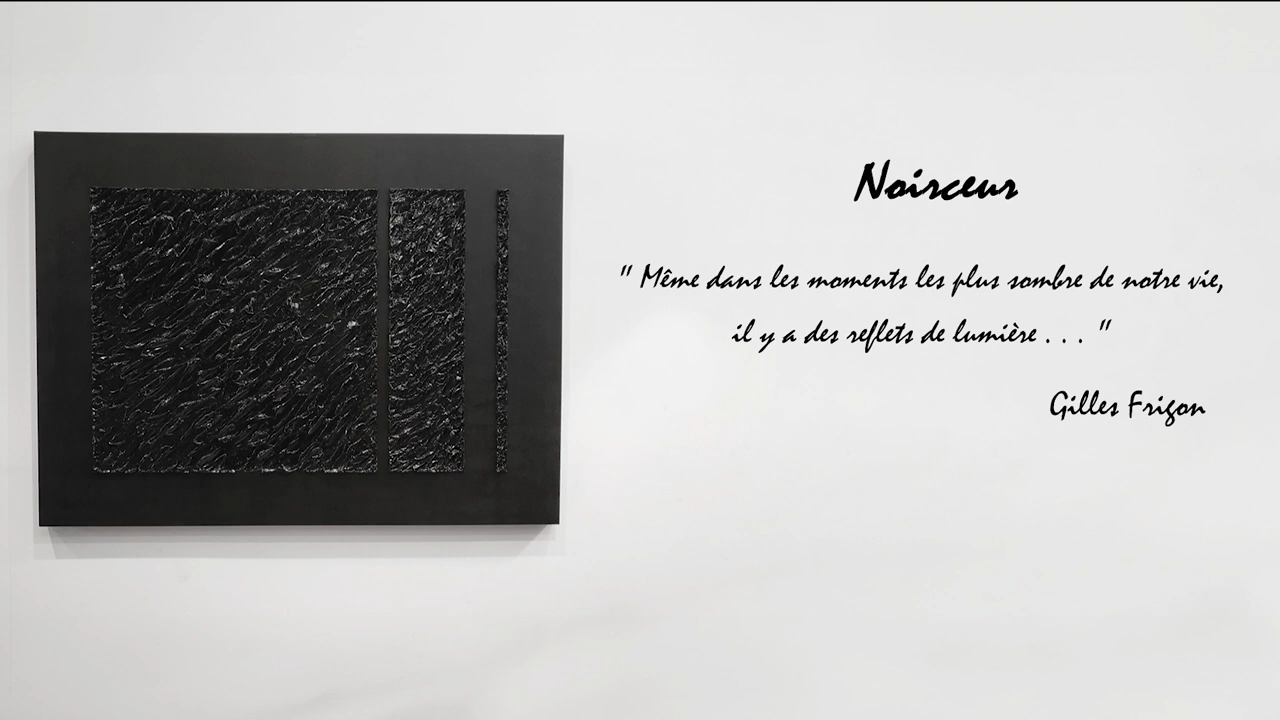 Noirceur
" Même dans les moments les plus sombre de notre vie,
il y a des reflets de lumière . . . "
Gilles Frigon